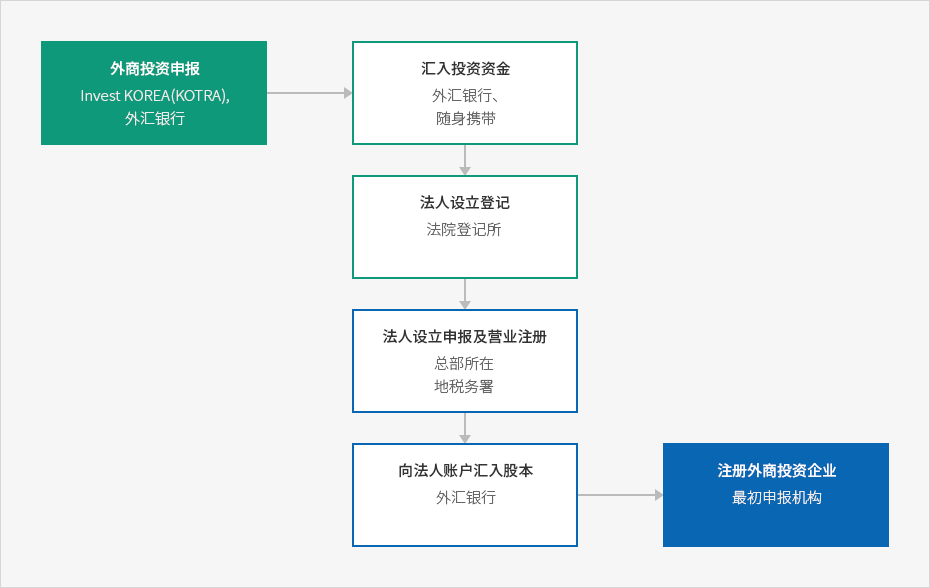 外商投资申报
Invest KOREA(KOTRA),
外汇银行
汇入投资资金
外汇银行、
随身携带
法人设立登记
法院登记所
法人设立申报及营业注册
总部所在
地税务署
向法人账户汇入股本
外汇银行
注册外商投资企业
最初申报机构